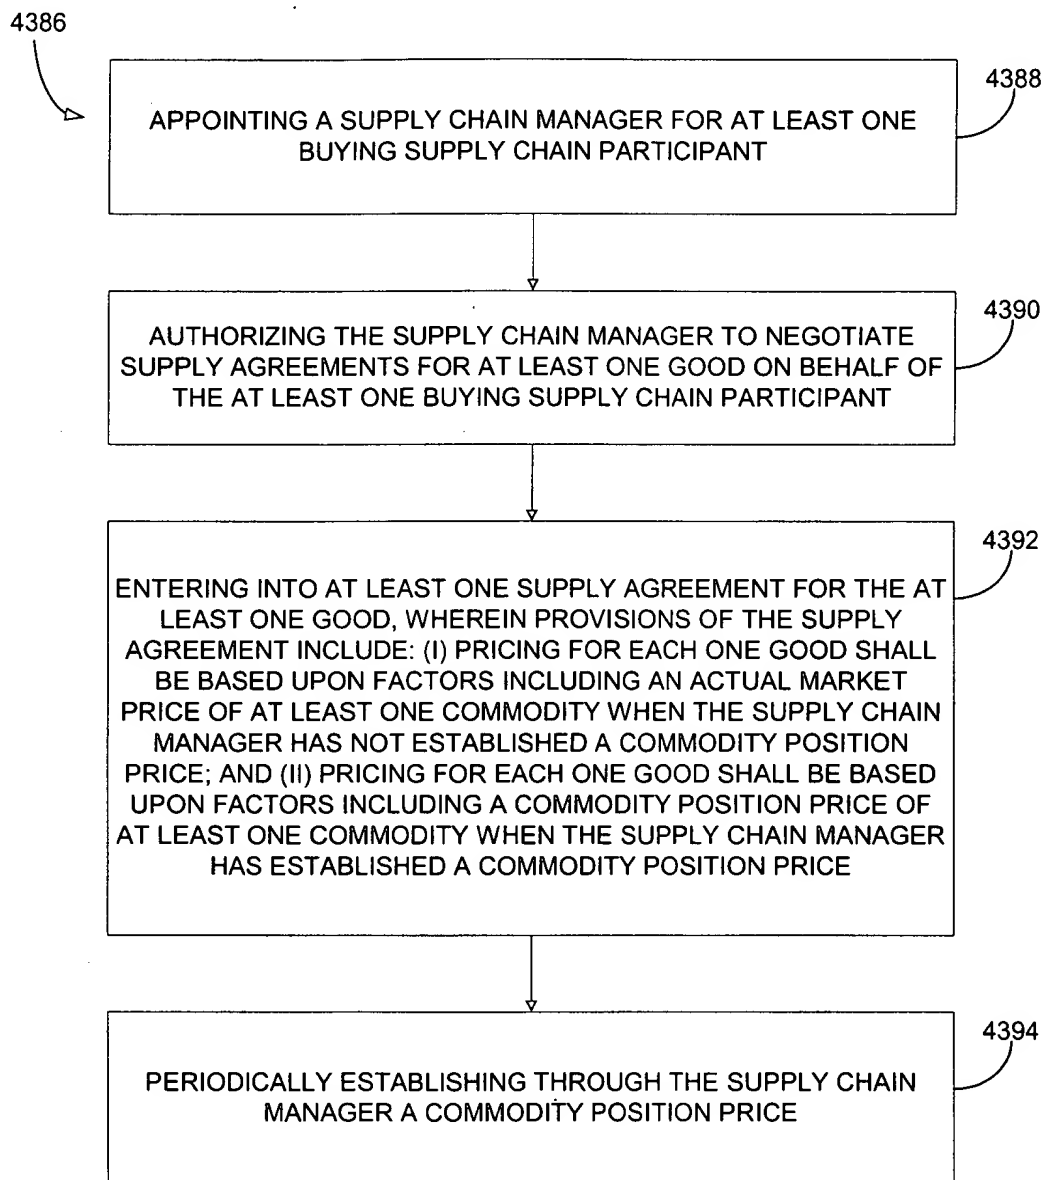 4386
4388
APPOINTING A SUPPLY CHAIN MANAGER FOR AT LEAST ONE
BUYING SUPPLY CHAIN PARTICIPANT
4390
AUTHORIZING THE SUPPLY CHAIN MANAGER TO NEGOTIATE
SUPPLY AGREEMENTS FOR AT LEAST ONE GOOD ON BEHALF OF
THE AT LEAST ONE BUYING SUPPLY CHAIN PARTICIPANT
4392
ENTERING INTO AT LEAST ONE SUPPLY AGREEMENT FOR THE AT
LEAST ONE GOOD, WHEREIN PROVISIONS OF THE SUPPLY
AGREEMENT INCLUDE: (I) PRICING FOR EACH ONE GOOD SHALL
BE BASED UPON FACTORS INCLUDING AN ACTUAL MARKET
PRICE OF AT LEAST ONE COMMODITY WHEN THE SUPPLY CHAIN
MANAGER HAS NOT ESTABLISHED A COMMODITY POSITION
PRICE; AND (II) PRICING FOR EACH ONE GOOD SHALL BE BASED
UPON FACTORS INCLUDING A COMMODITY POSITION PRICE OF
AT LEAST ONE COMMODITY WHEN THE SUPPLY CHAIN MANAGER
HAS ESTABLISHED A COMMODITY POSITION PRICE
4394
PERIODICALLY ESTABLISHING THROUGH THE SUPPLY CHAIN
MANAGER A COMMODITY POSITION PRICE